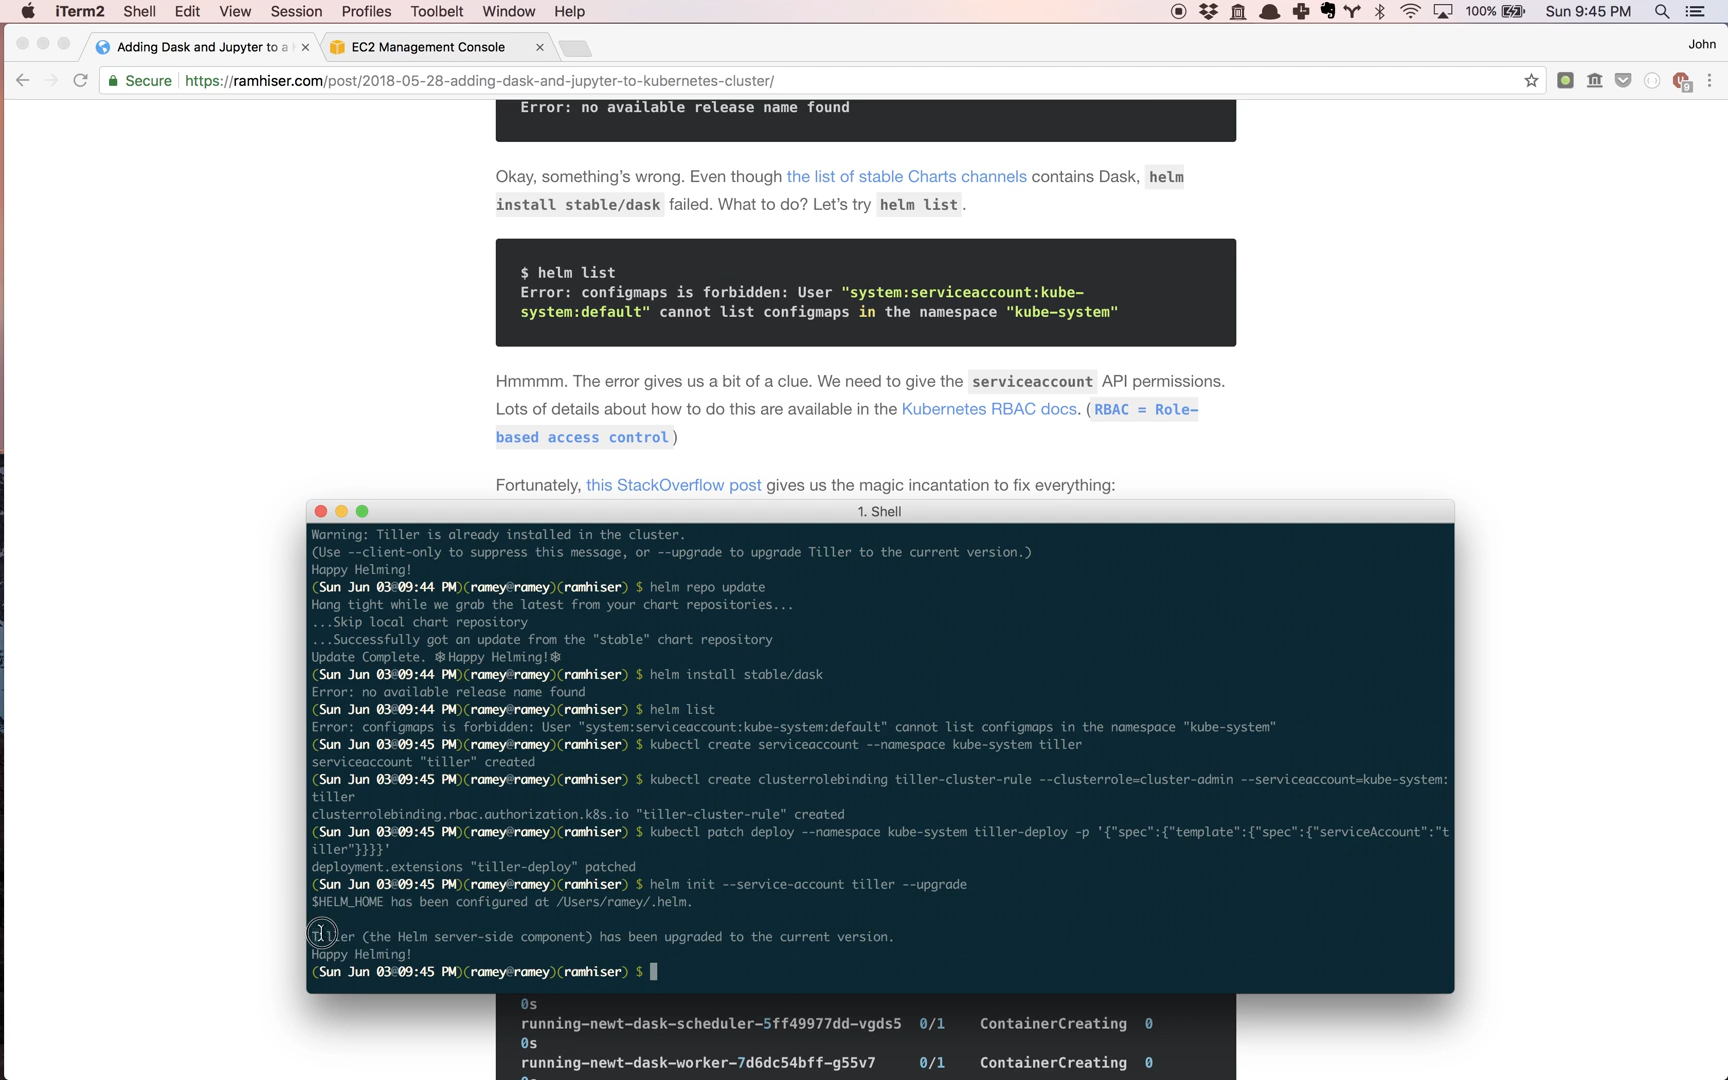 iTerm2 Shell Edit View Session Profiles Toolbelt Window Help 100% Sun 9:45 PM
Adding Dask and Jupyter to a EC2 Management Console John
Secure https://ramhiser.com/post/2018-05-28-adding-dask-and-jupyter-to-kubernetes-cluster/
9
Error: no available release name found
Okay, something's wrong. Even though the list of stable Charts channels contains Dask, helm
install stable/dask failed. What to do? Let's try helm list.
$ helm list
Error: configmaps is forbidden: User "system:serviceaccount:kube-
system:default" cannot list configmaps in the namespace "kube-system"
Hmmmm. The error gives us a bit of a clue. We need to give the serviceaccount API permissions.
Lots of details about how to do this are available in the Kubernetes RBAC docs. (RBAC = Role-
based access control)
Fortunately, this StackOverflow post gives us the magic incantation to fix everything:
1. Shell
Warning: Tiller is already installed in the cluster.
(Use --client-only to suppress this message, or --upgrade to upgrade Tiller to the current version.)
Happy Helming!
(Sun Jun 03@09:44 PM)(ramey@ramey)(ramhiser) $ helm repo update
Hang tight while we grab the latest from your chart repositories...
...Skip local chart repository
...Successfully got an update from the "stable" chart repository
Update Complete. ❄Happy Helming!❄
(Sun Jun 03@09:44 PM)(ramey@ramey)(ramhiser) $ helm install stable/dask
Error: no available release name found
(Sun Jun 03@09:44 PM)(ramey@ramey)(ramhiser) $ helm list
Error: configmaps is forbidden: User "system:serviceaccount:kube-system:default" cannot list configmaps in the namespace "kube-system"
(Sun Jun 03@09:45 PM)(ramey@ramey)(ramhiser) $ kubectl create serviceaccount --namespace kube-system tiller
serviceaccount "tiller" created
(Sun Jun 03@09:45 PM)(ramey@ramey)(ramhiser) $ kubectl create clusterrolebinding tiller-cluster-rule --clusterrole=cluster-admin --serviceaccount=kube-system:
tiller
clusterrolebinding.rbac.authorization.k8s.io "tiller-cluster-rule" created
(Sun Jun 03@09:45 PM)(ramey@ramey)(ramhiser) $ kubectl patch deploy --namespace kube-system tiller-deploy -p '{"spec":{"template":{"spec":{"serviceAccount":"t
iller"}}}}'
deployment.extensions "tiller-deploy" patched
(Sun Jun 03@09:45 PM)(ramey@ramey)(ramhiser) $ helm init --service-account tiller --upgrade
$HELM_HOME has been configured at /Users/ramey/.helm.
Tiller (the Helm server-side component) has been upgraded to the current version.
Happy Helming!
(Sun Jun 03@09:45 PM)(ramey@ramey)(ramhiser) $
0s
running-newt-dask-scheduler-5ff49977dd-vgds5 0/1 ContainerCreating 0
0s
running-newt-dask-worker-7d6dc54bff-g55v7 0/1 ContainerCreating 0